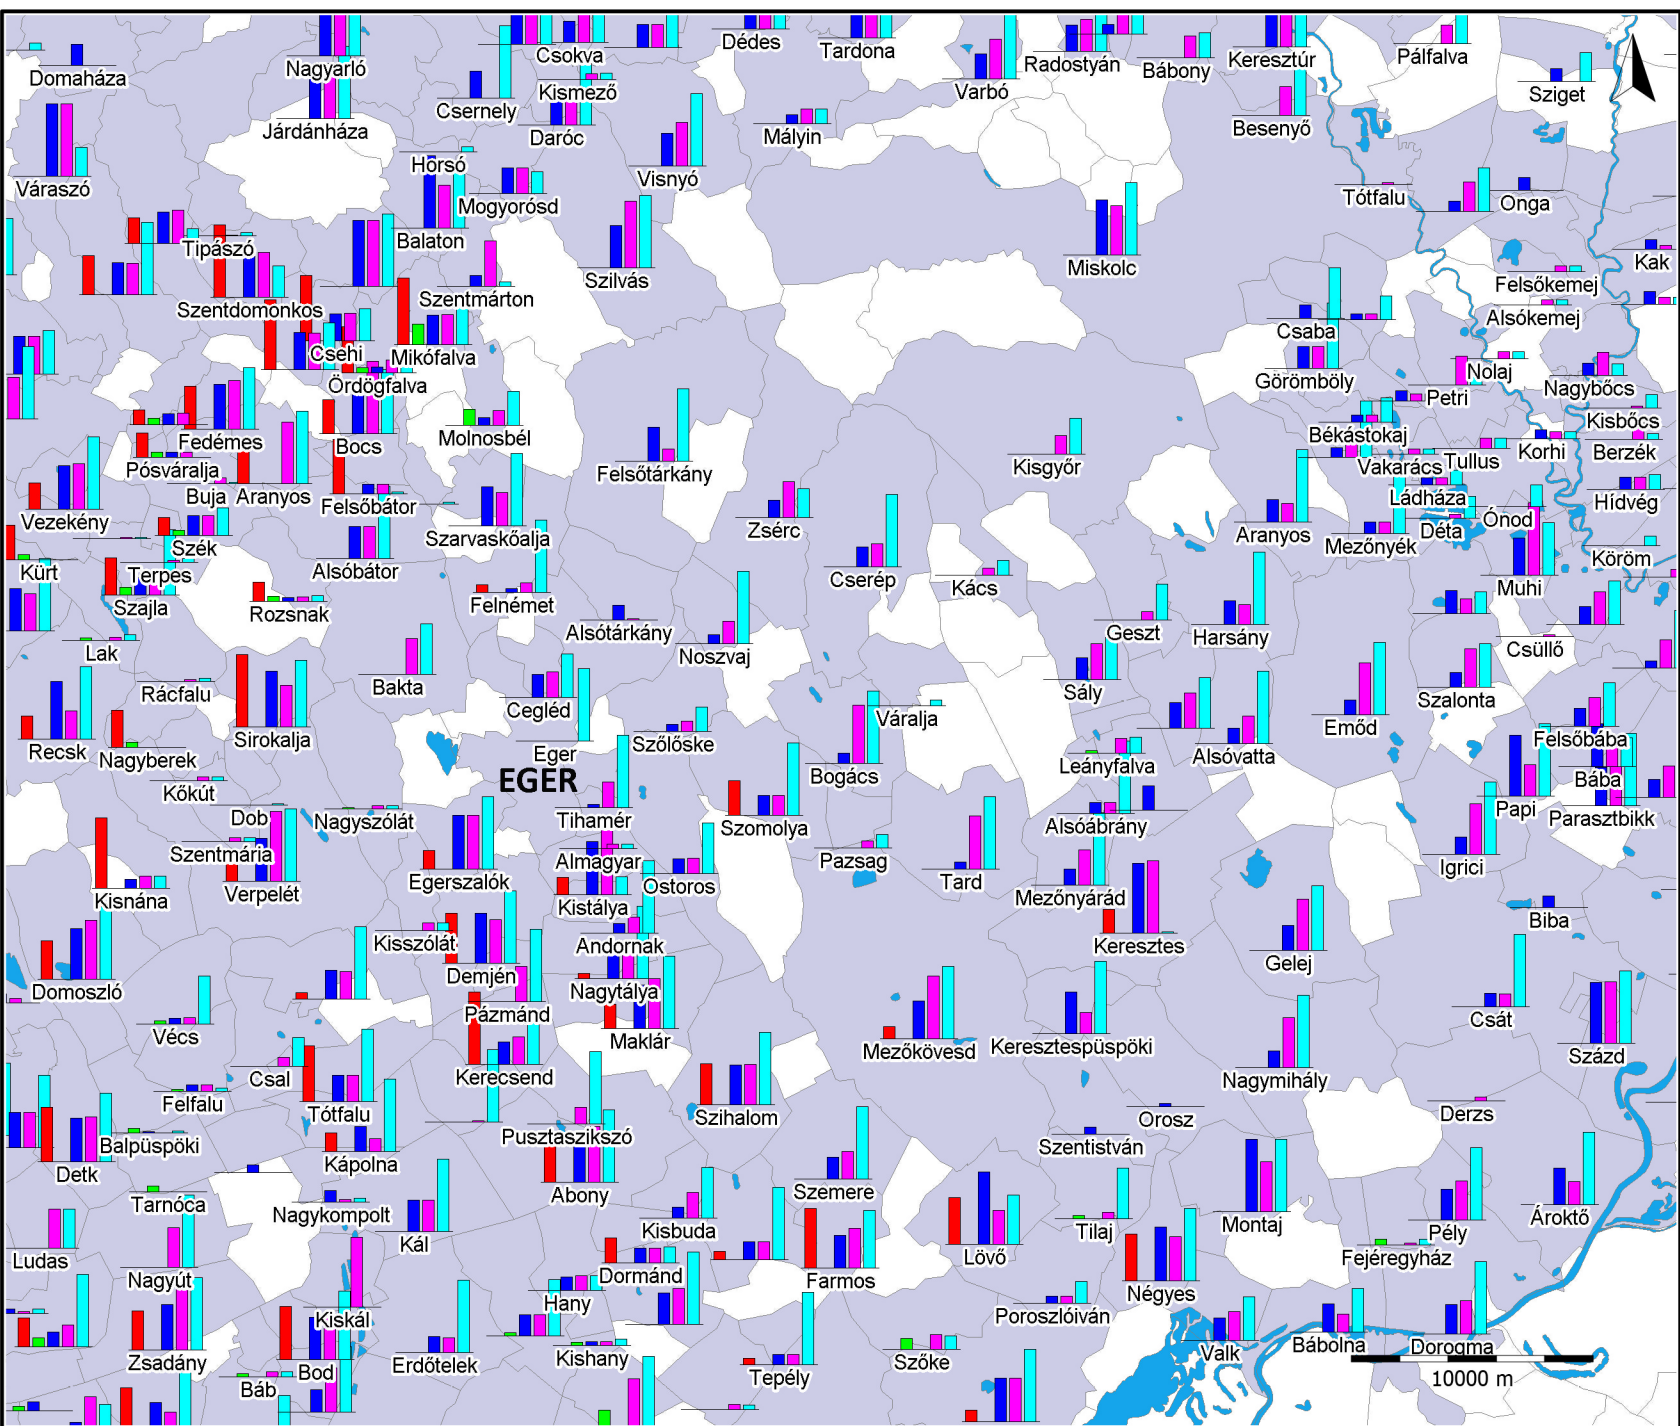 Domaháza
Nagyarló
Csokva
Dédes
Tardona
Radostyán
Bábony
Keresztúr
Pálfalva
Sziget
Csernely
Kismező
Varbó
Járdánháza
Daróc
Mályin
Besenyő
Váraszó
Hörsó
Visnyó
Mogyorósd
Tótfalu
Onga
Tipászó
Balaton
Miskolc
Kak
Szilvás
Felsőkemej
Szentdomonkos
Szentmárton
Alsókemej
Csaba
Csehi
Mikófalva
Ördögfalva
Görömböly
Nolaj
Nagybőcs
Petri
Kisbőcs
Fedémes
Bocs
Molnosbél
Békástokaj
Korhi
Berzék
Pósváralja
Felsőtárkány
Kisgyőr
Vakarács
Tullus
Buja
Aranyos
Felsőbátor
Ládháza
Hídvég
Vezekény
Szarvaskőalja
Zsérc
Aranyos
Ónod
Déta
Szék
Mezőnyék
Kürt
Terpes
Alsóbátor
Cserép
Kács
Köröm
Muhi
Szajla
Rozsnak
Felnémet
Alsótárkány
Geszt
Harsány
Lak
Noszvaj
Csüllő
Rácfalu
Bakta
Sály
Szalonta
Cegléd
Váralja
Emőd
Recsk
Nagyberek
Sirokalja
Eger
Szőlőske
Felsőbába
Bogács
Leányfalva
Alsóvatta
EGER
Kőkút
Bába
Dob
Nagyszólát
Tihamér
Szomolya
Alsóábrány
Papi
Parasztbikk
Szentmária
Almagyar
Pazsag
Igrici
Verpelét
Egerszalók
Ostoros
Tard
Kisnána
Kistálya
Mezőnyárád
Biba
Kisszólát
Andornak
Keresztes
Gelej
Domoszló
Demjén
Nagytálya
Pázmánd
Csát
Vécs
Maklár
Mezőkövesd
Keresztespüspöki
Százd
Csal
Kerecsend
Nagymihály
Felfalu
Tótfalu
Szihalom
Orosz
Derzs
Balpüspöki
Pusztaszikszó
Szentistván
Detk
Kápolna
Tarnóca
Abony
Szemere
Nagykompolt
Kisbuda
Tilaj
Montaj
Pély
Ároktő
Kál
Ludas
Lövő
Fejéregyház
Nagyút
Dormánd
Farmos
Négyes
Hany
Kiskál
Poroszlóiván
Zsadány
Erdőtelek
Kishany
Szőke
Valk
Bábolna
Dorogma
Bod
Tepély
Báb
10000 m